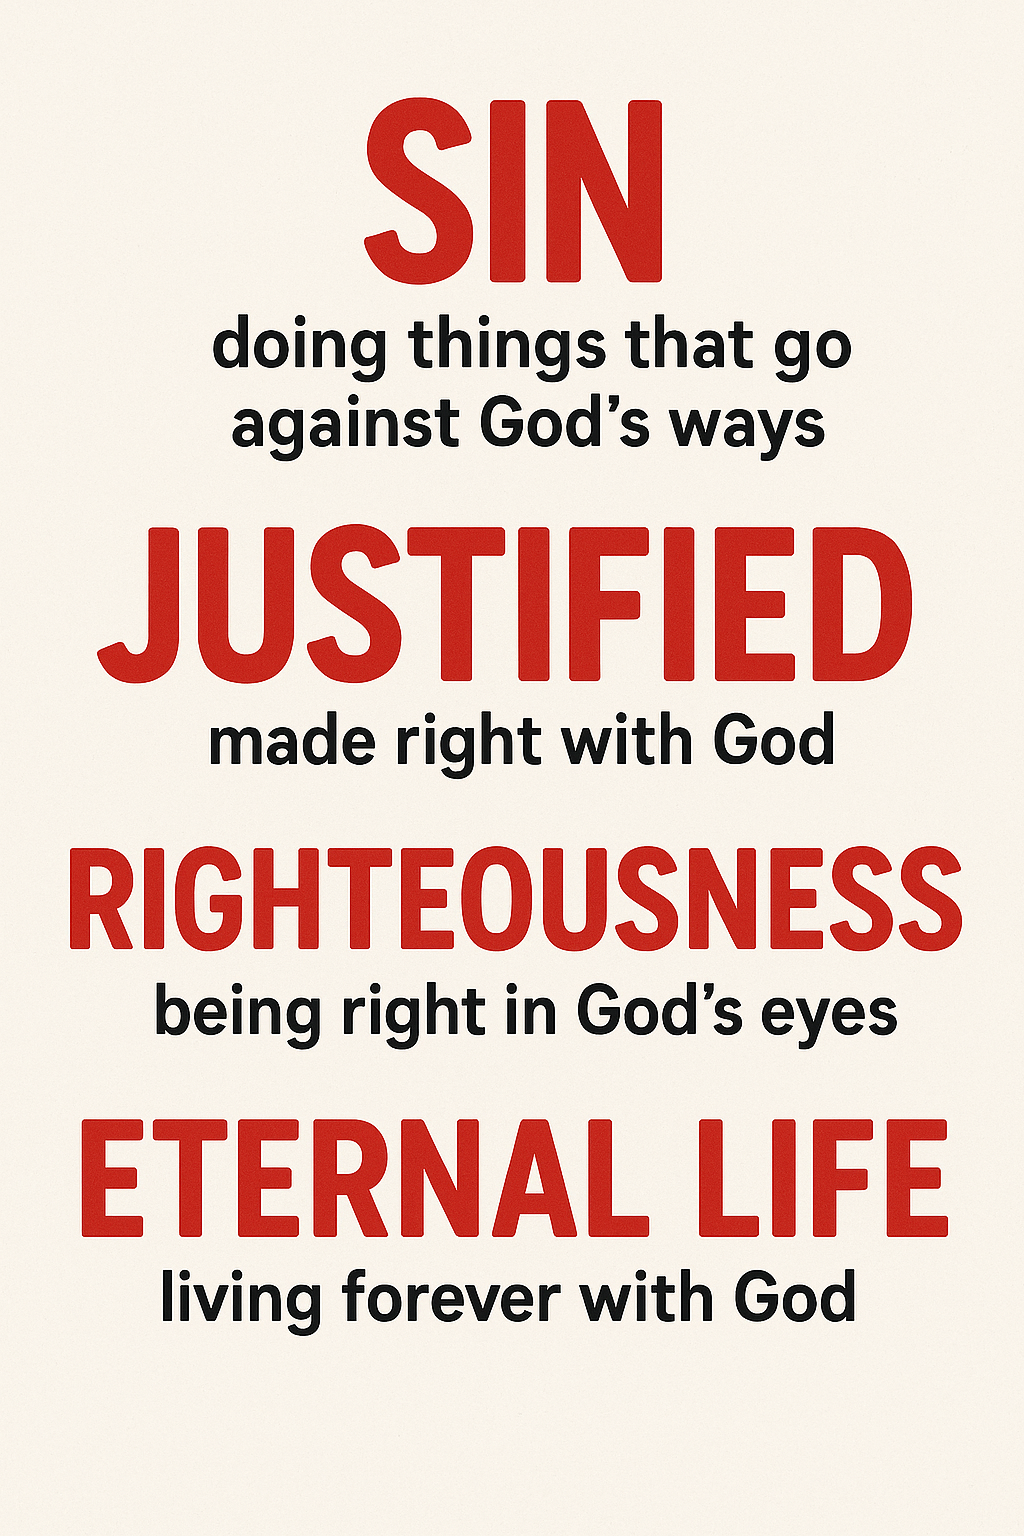 SIN
doing things that go
against God’s ways
JUSTIFIED
made right with God
RIGHTEOUSNESS
being right in God’s eyes
ETERNAL LIFE
living forever with God